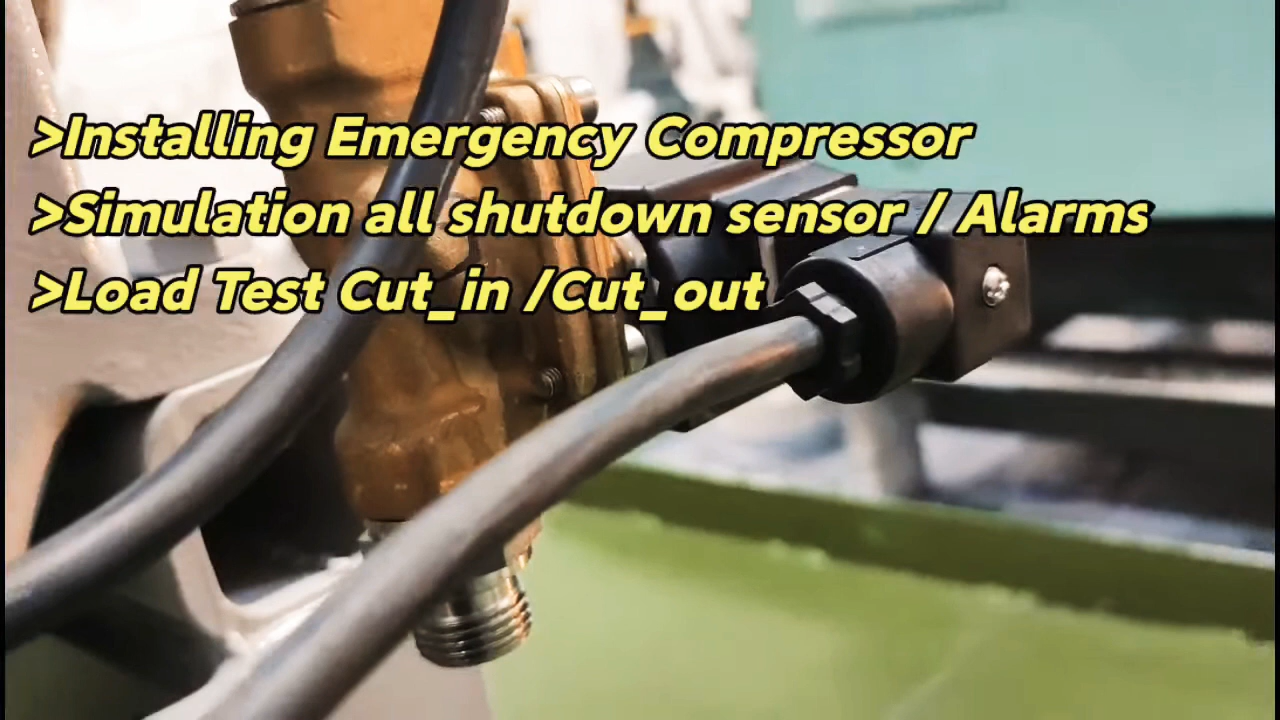 >Installing Emergency Compressor
>Simulation all shutdown sensor / Alarms
>Load Test Cut_in /Cut_out